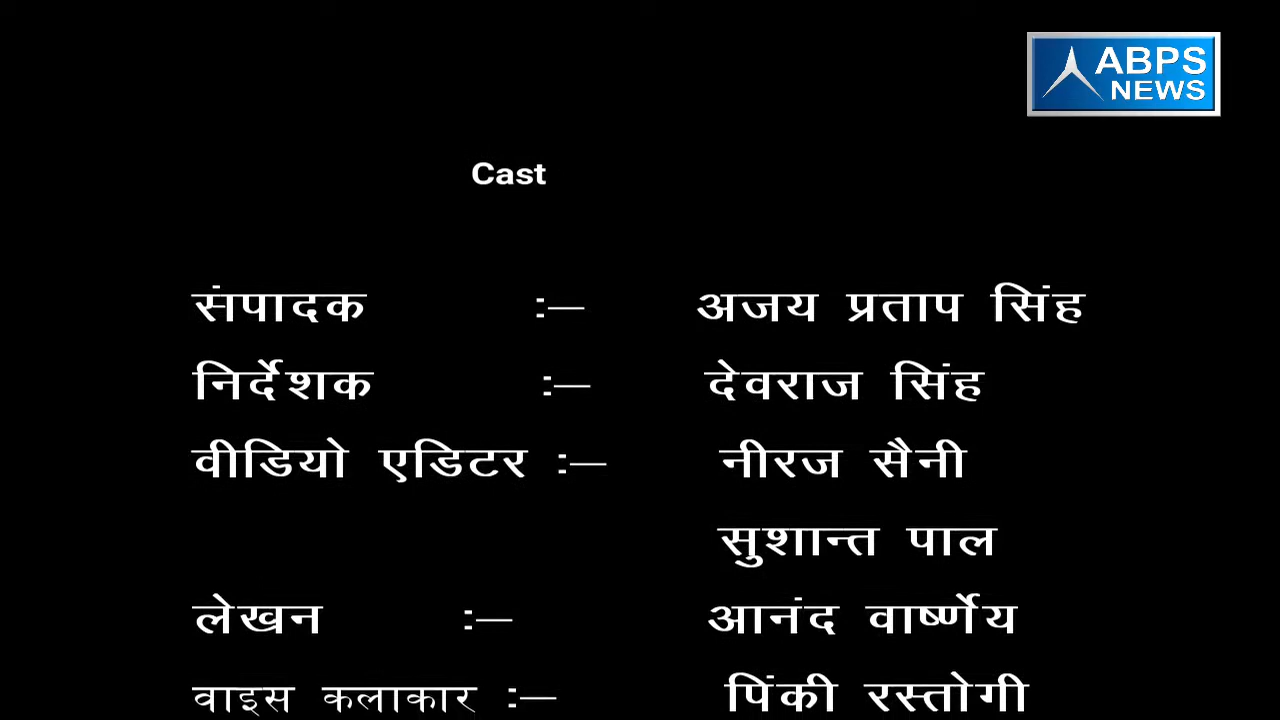 ABPS
NEWS
Cast
संपादक :— अजय प्रताप सिंह
निर्देशक :— देवराज सिंह
वीडियो एडिटर :— नीरज सैनी
सुशान्त पाल
लेखन :— आनंद वार्ष्णेय
वाइस कलाकार :— पिंकी रस्तोगी